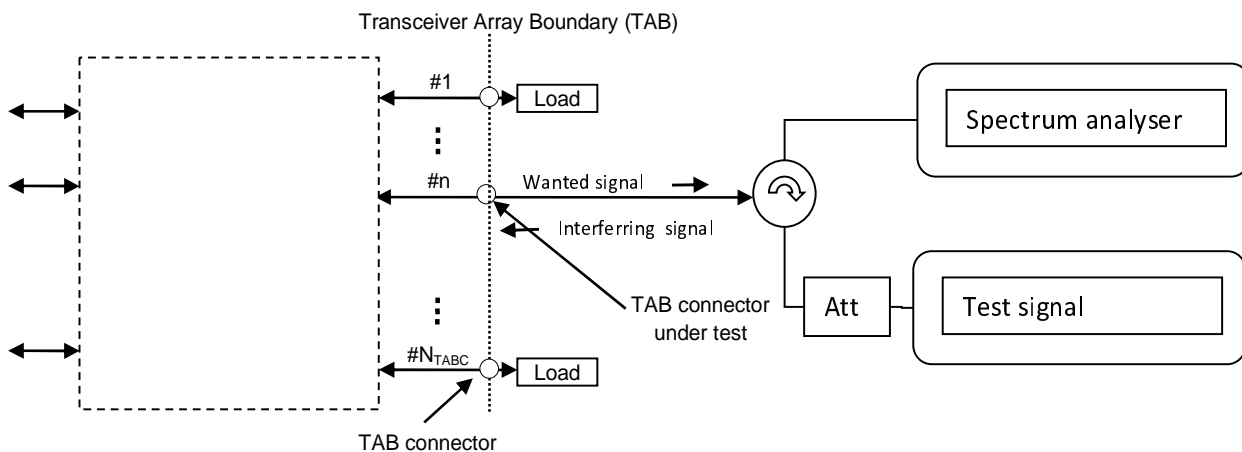 Transceiver Array Boundary (TAB)
#1
Load
Spectrum analyser
#n
Wanted signal
Interferring signal
TAB connector
under test
Att
Test signal
#NTABC
Load
TAB connector